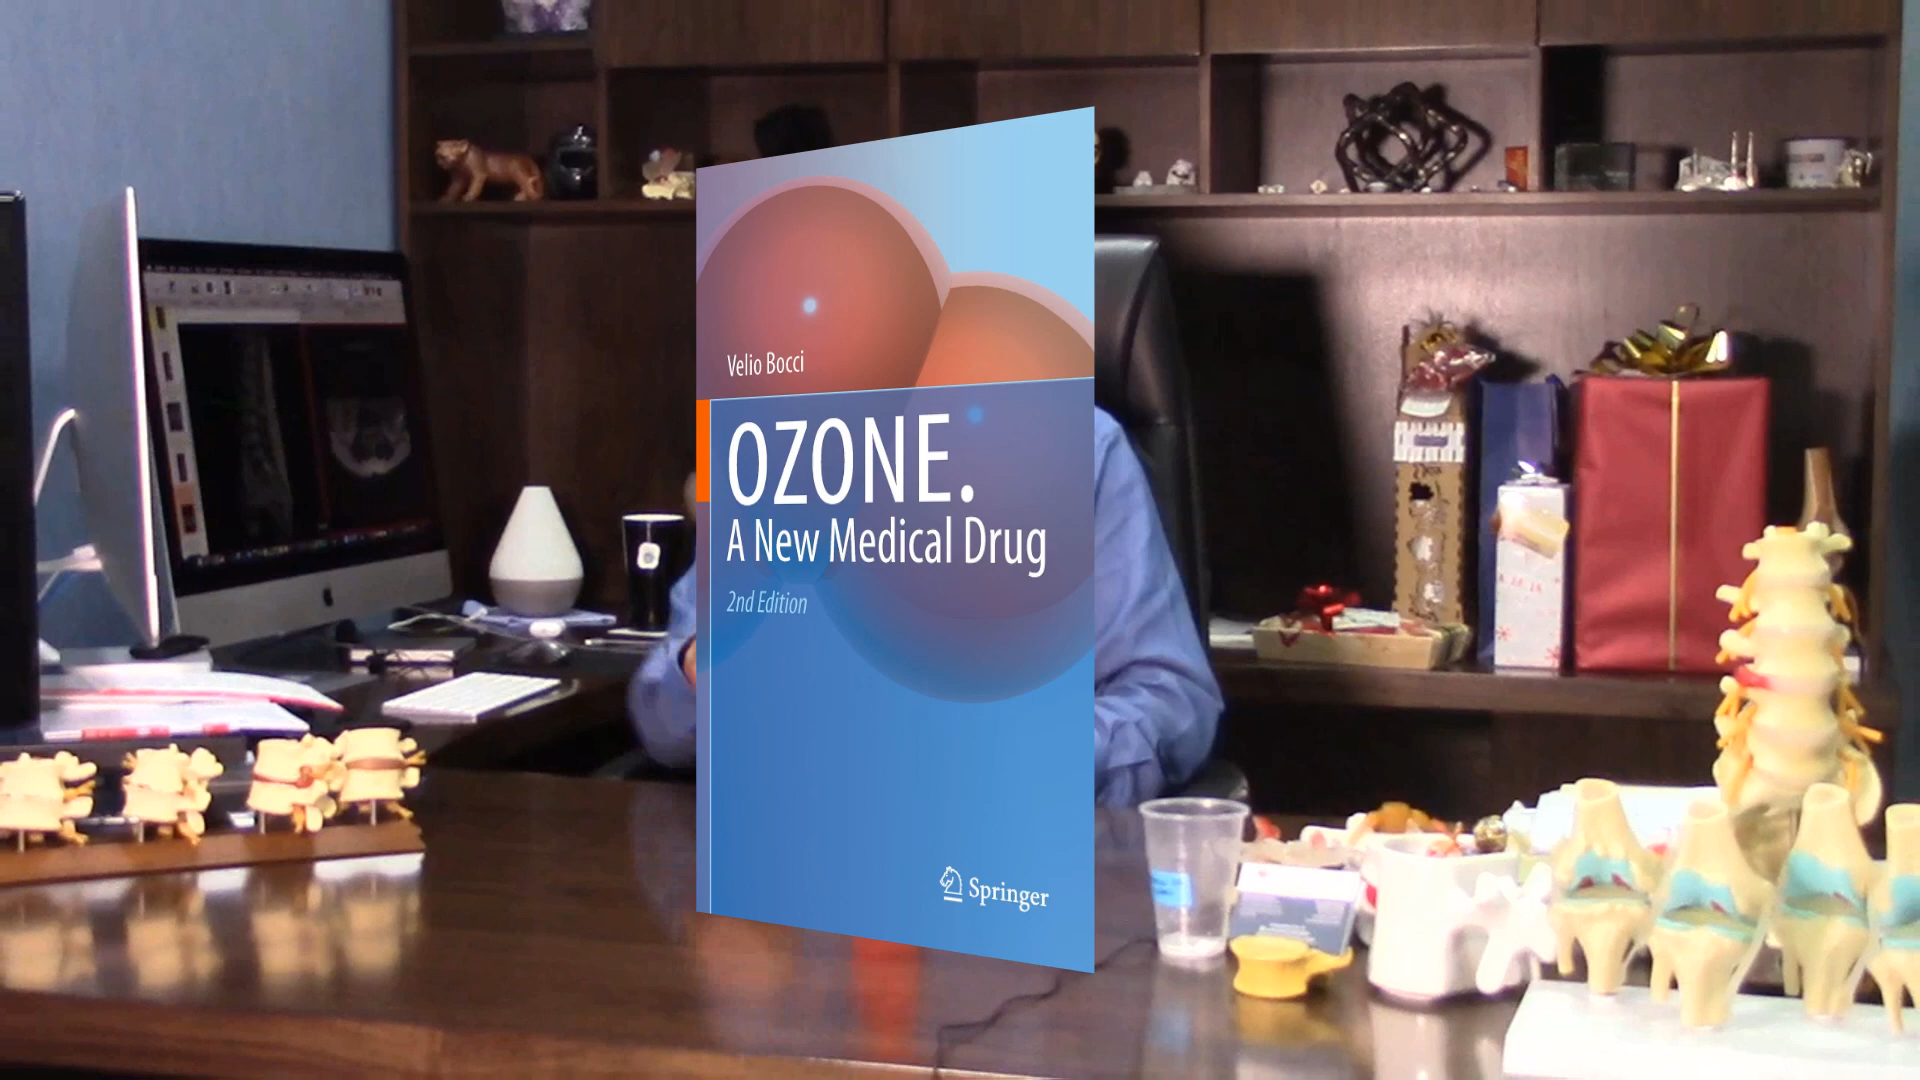 Velio Bocci
OZONE.
A New Medical Drug
2nd Edition
Springer